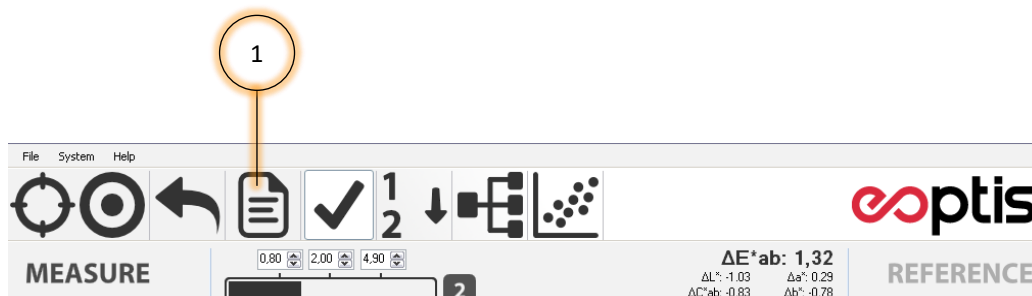 1
File System Help
1
2
eoptis
0,80 2,00 4,90
ΔE*ab: 1,32
ΔL*: -1.03 Δa*: 0.29
ΔC*ab: -0.83 Δb*: -0.78
MEASURE
2
REFERENCE